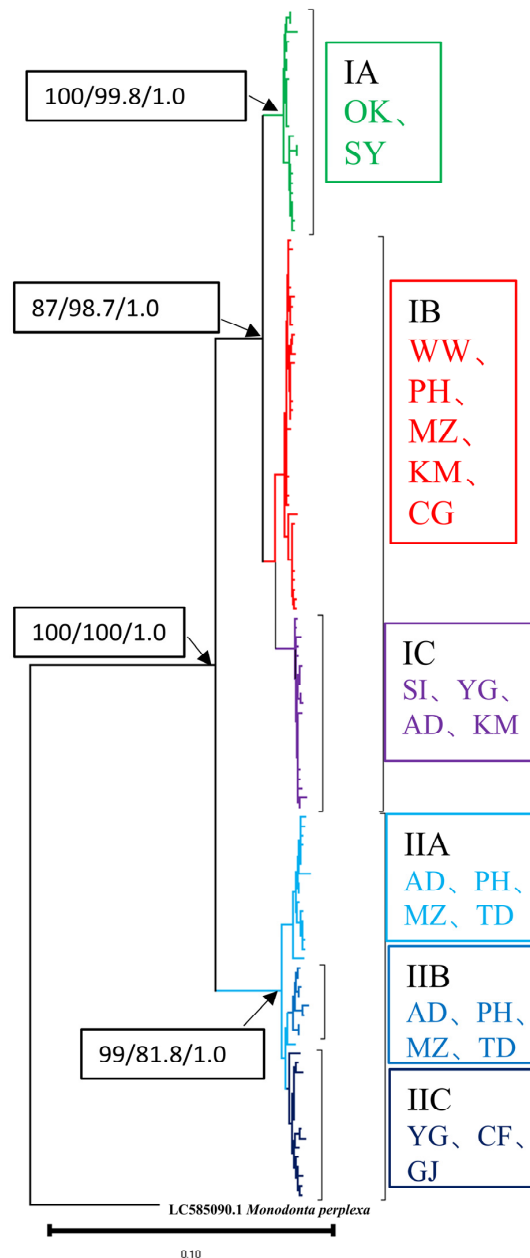 IA
OK、
SY
100/99.8/1.0
87/98.7/1.0
IB
WW、
PH、
MZ、
KM、
CG
100/100/1.0
IC
SI、YG、
AD、KM
IIA
AD、PH、
MZ、TD
IIB
AD、PH、
MZ、TD
99/81.8/1.0
IIC
YG、CF、
GJ
LC585090.1 Monodonta perplexa
0.10